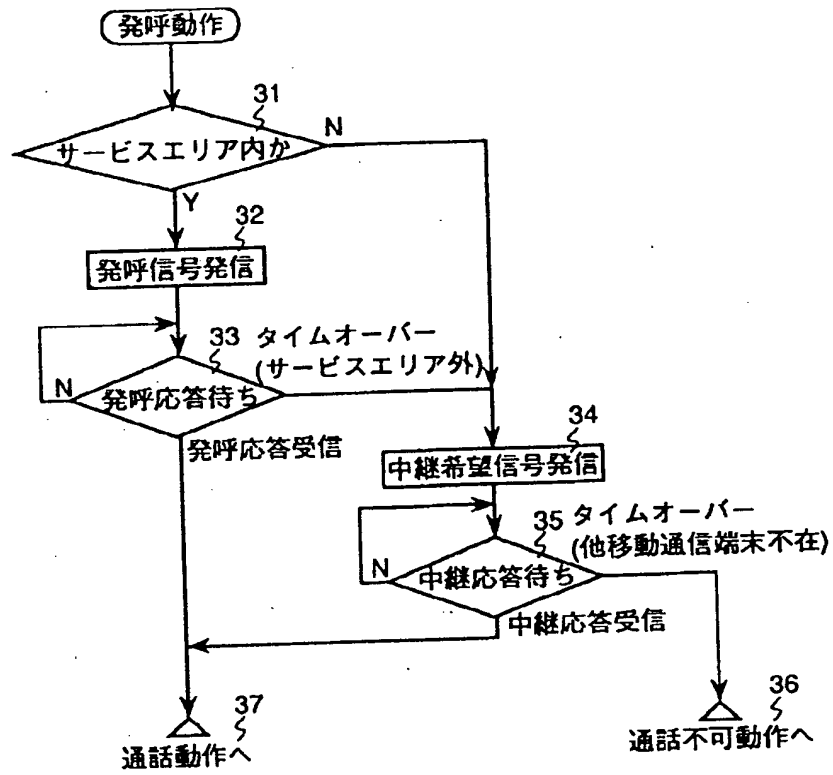 発呼動作
31
サービスエリア内か
N
Y
32
発呼信号発信
33
タイムオーバー
(サービスエリア外)
N
発呼応答待ち
発呼応答受信
34
中継希望信号発信
35
タイムオーバー
(他移動通信端末不在)
N
中継応答待ち
中継応答受信
37
通話動作へ
36
通話不可動作へ